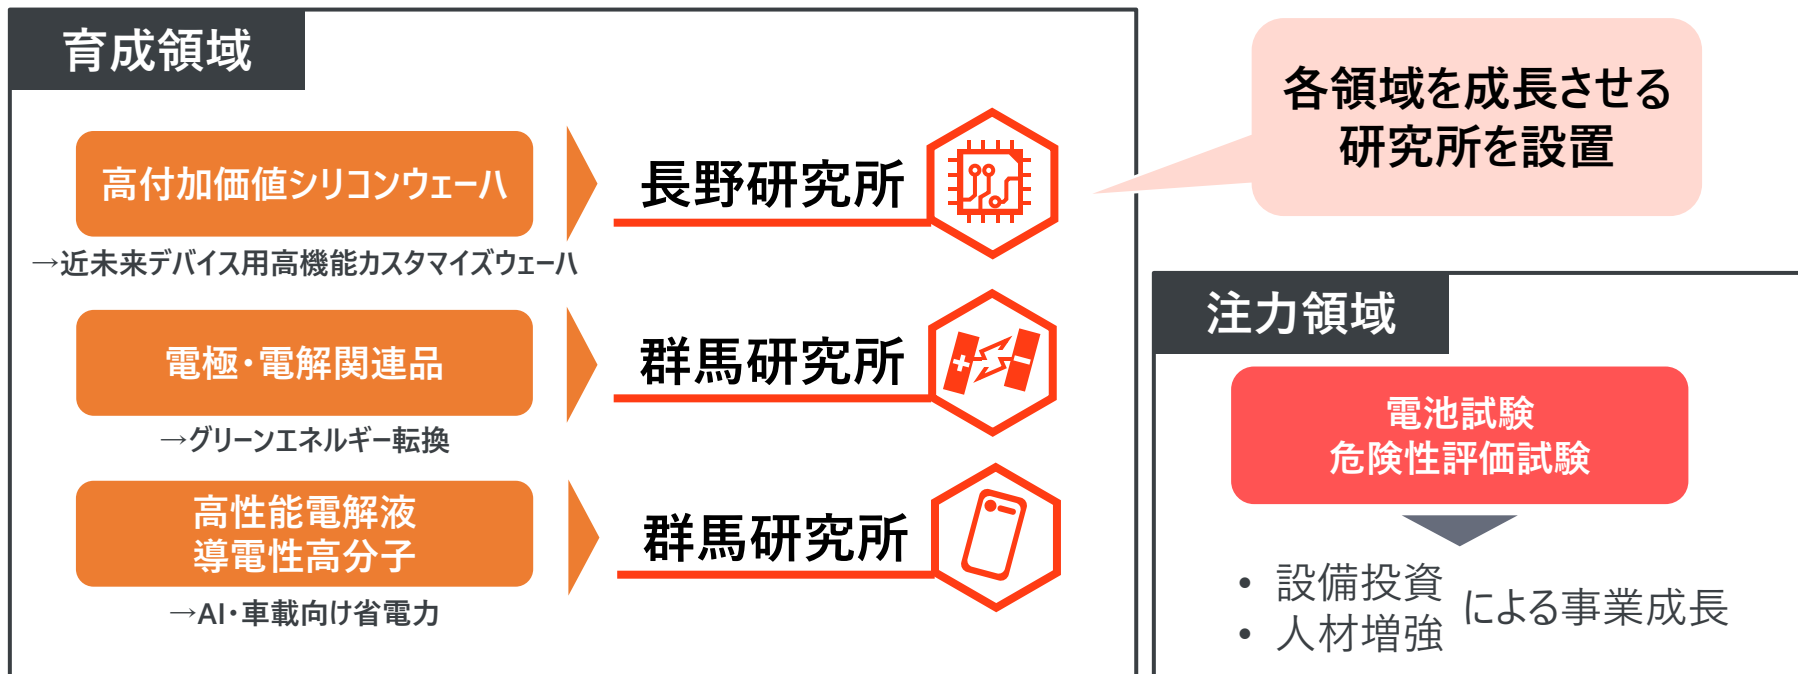 育成領域
高付加価値シリコンウェーハ
長野研究所
→近未来デバイス用高機能カスタマイズウェーハ
電極・電解関連品
群馬研究所
→グリーンエネルギー転換
高性能電解液
導電性高分子
群馬研究所
→AI・車載向け省電力
各領域を成長させる
研究所を設置
注力領域
電池試験
危険性評価試験
• 設備投資
• 人材増強
による事業成長